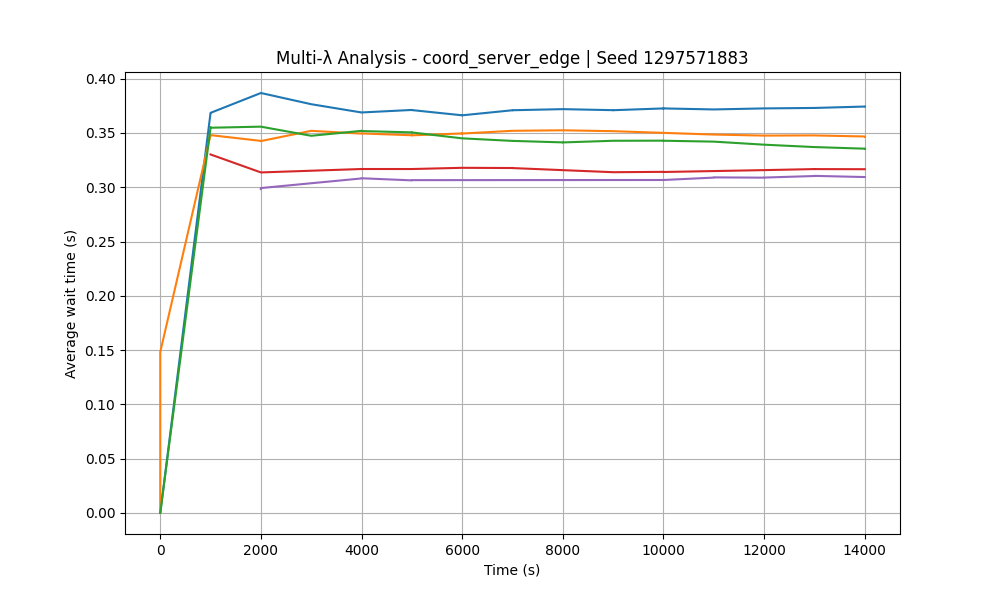 Multi-λ Analysis - coord_server_edge | Seed 1297571883
Average wait time (s)
0.40
0.35
0.30
0.25
0.20
0.15
0.10
0.05
0.00
0 2000 4000 6000 8000 10000 12000 14000
Time (s)